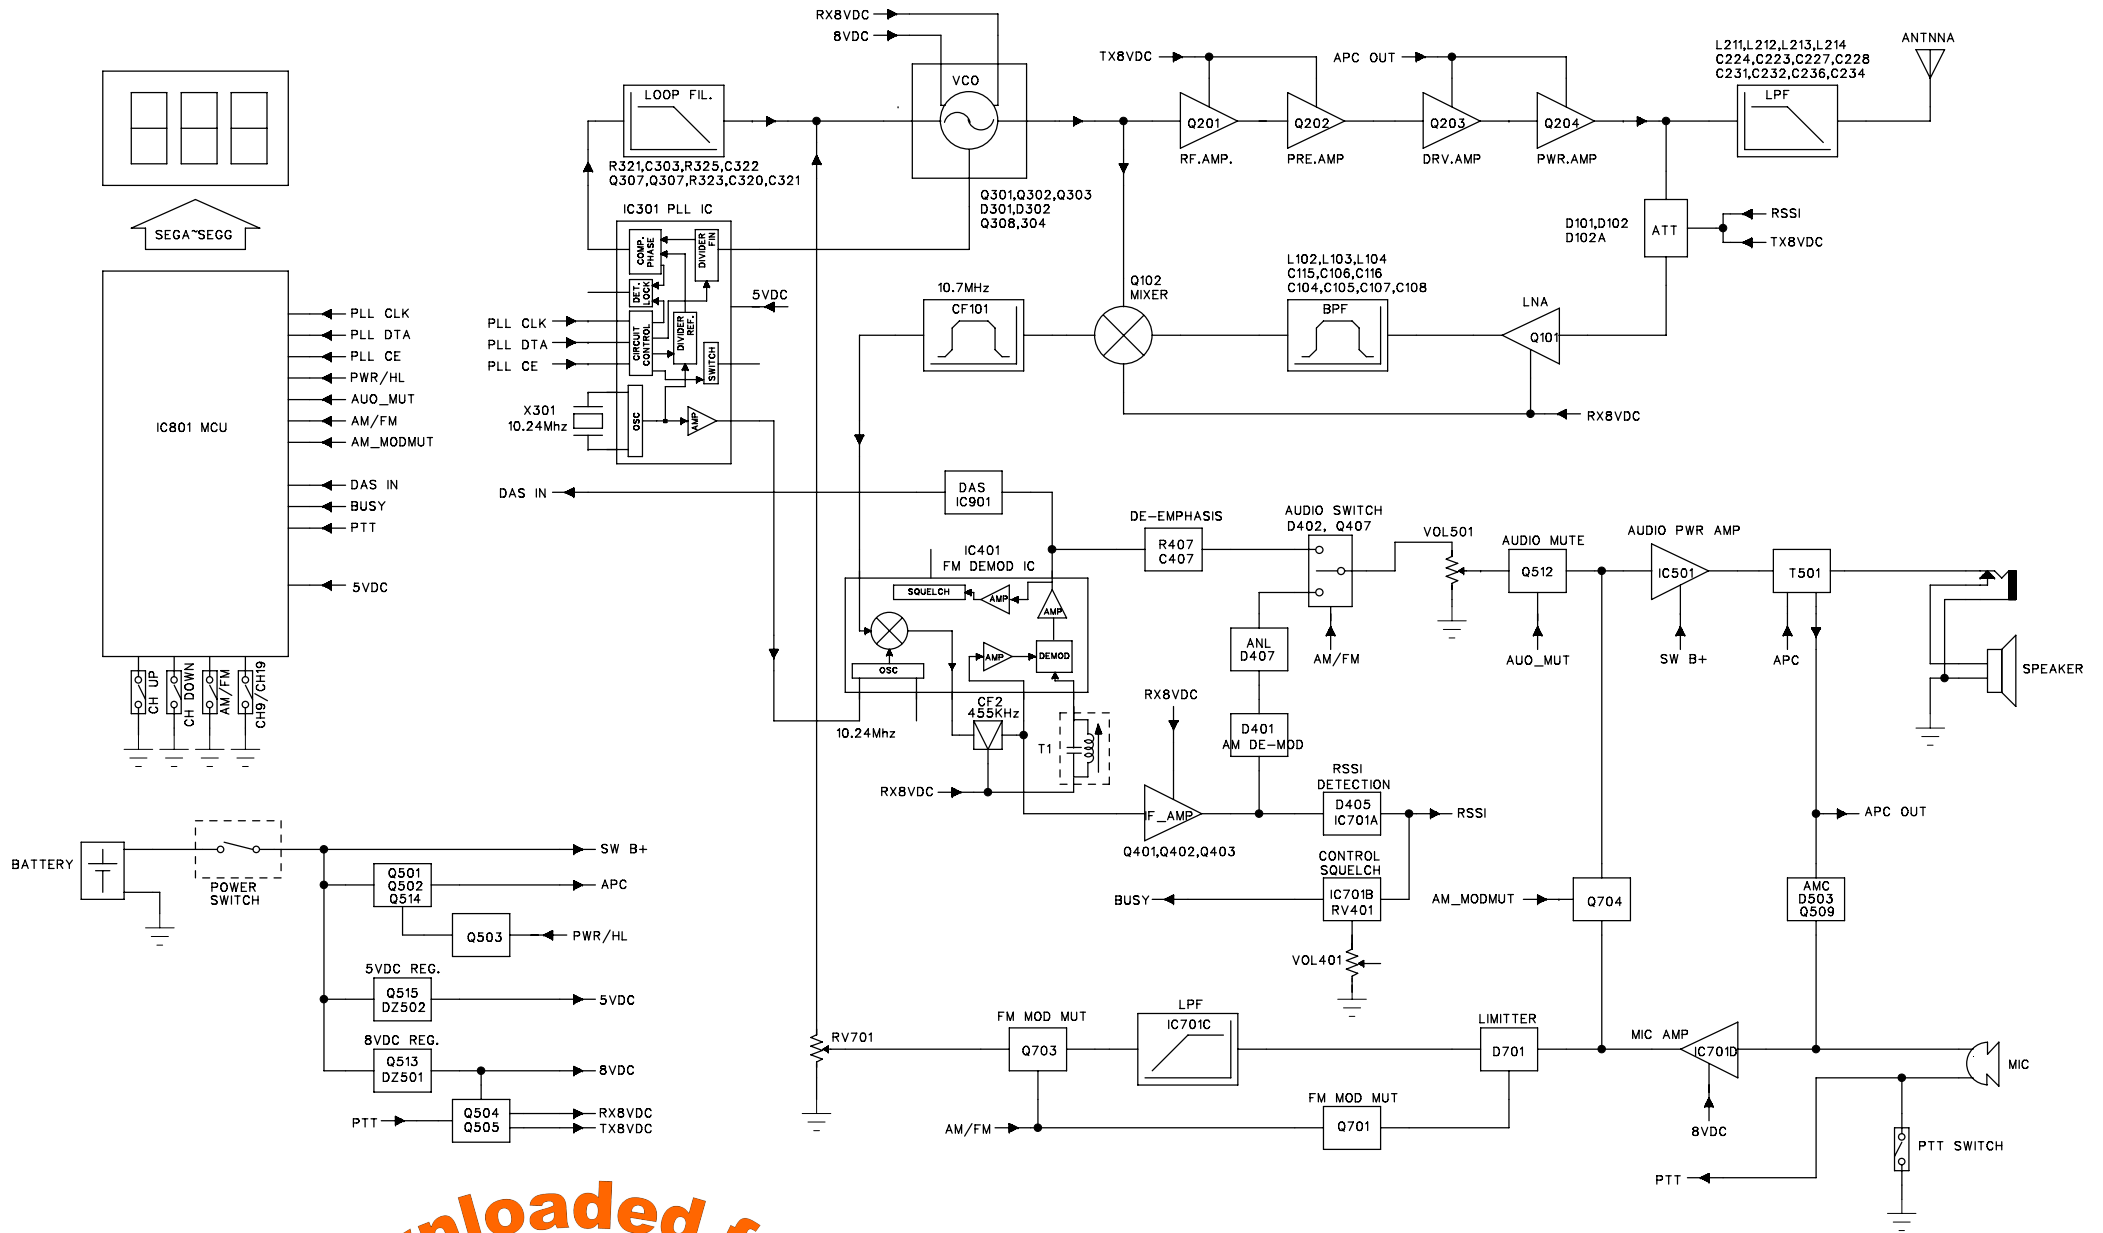 RX8VDC
8VDC
VCO
TX8VDC
APC OUT
L211,L212,L213,L214
C224,C223,C227,C228
C231,C232,C236,C234
ANTNNA
LOOP FIL.
LPF
Q201
Q202
Q203
Q204
RF.AMP.
PRE.AMP
DRV.AMP
PWR.AMP
R321,C303,R325,C322
Q307,Q307,R323,C320,C321
Q301,Q302,Q303
D301,D302
Q308,304
IC301 PLL IC
SEGA~SEGG
COMP.
PHASE
DIVIDER
FIN
DET.
LOCK
CIRCUIT
CONTROL
DIVIDER
REF.
SWITCH
OSC
AMP
5VDC
PLL CLK
PLL DTA
PLL CE
X301
10.24Mhz
D101,D102
D102A
ATT
RSSI
TX8VDC
L102,L103,L104
C115,C106,C116
C104,C105,C107,C108
Q102
MIXER
10.7MHz
CF101
BPF
LNA
Q101
RX8VDC
IC801 MCU
PLL CLK
PLL DTA
PLL CE
PWR/HL
AUO_MUT
AM/FM
AM_MODMUT
DAS IN
BUSY
PTT
5VDC
CH UP
CH DOWN
AM/FM
CH9/CH19
DAS IN
DAS
IC901
DE-EMPHASIS
R407
C407
AUDIO SWITCH
D402, Q407
VOL501
AUDIO MUTE
Q512
AUDIO PWR AMP
IC501
T501
IC401
FM DEMOD IC
SQUELCH
AMP
AMP
AMP
DEMOD
OSC
ANL
D407
AM/FM
AUO_MUT
SW B+
APC
SPEAKER
10.24Mhz
CF2
455KHz
T1
RX8VDC
RX8VDC
D401
AM DE-MOD
IF_AMP
Q401,Q402,Q403
RSSI
DETECTION
D405
IC701A
RSSI
APC OUT
CONTROL
SQUELCH
IC701B
RV401
BUSY
VOL401
AM_MODMUT
Q704
AMC
D503
Q509
BATTERY
POWER
SWITCH
SW B+
Q501
Q502
Q514
APC
Q503
PWR/HL
5VDC REG.
Q515
DZ502
5VDC
8VDC REG.
Q513
DZ501
8VDC
PTT
Q504
Q505
RX8VDC
TX8VDC
RV701
FM MOD MUT
Q703
LPF
IC701C
LIMITTER
D701
MIC AMP
IC701D
MIC
8VDC
AM/FM
FM MOD MUT
Q701
PTT SWITCH
PTT